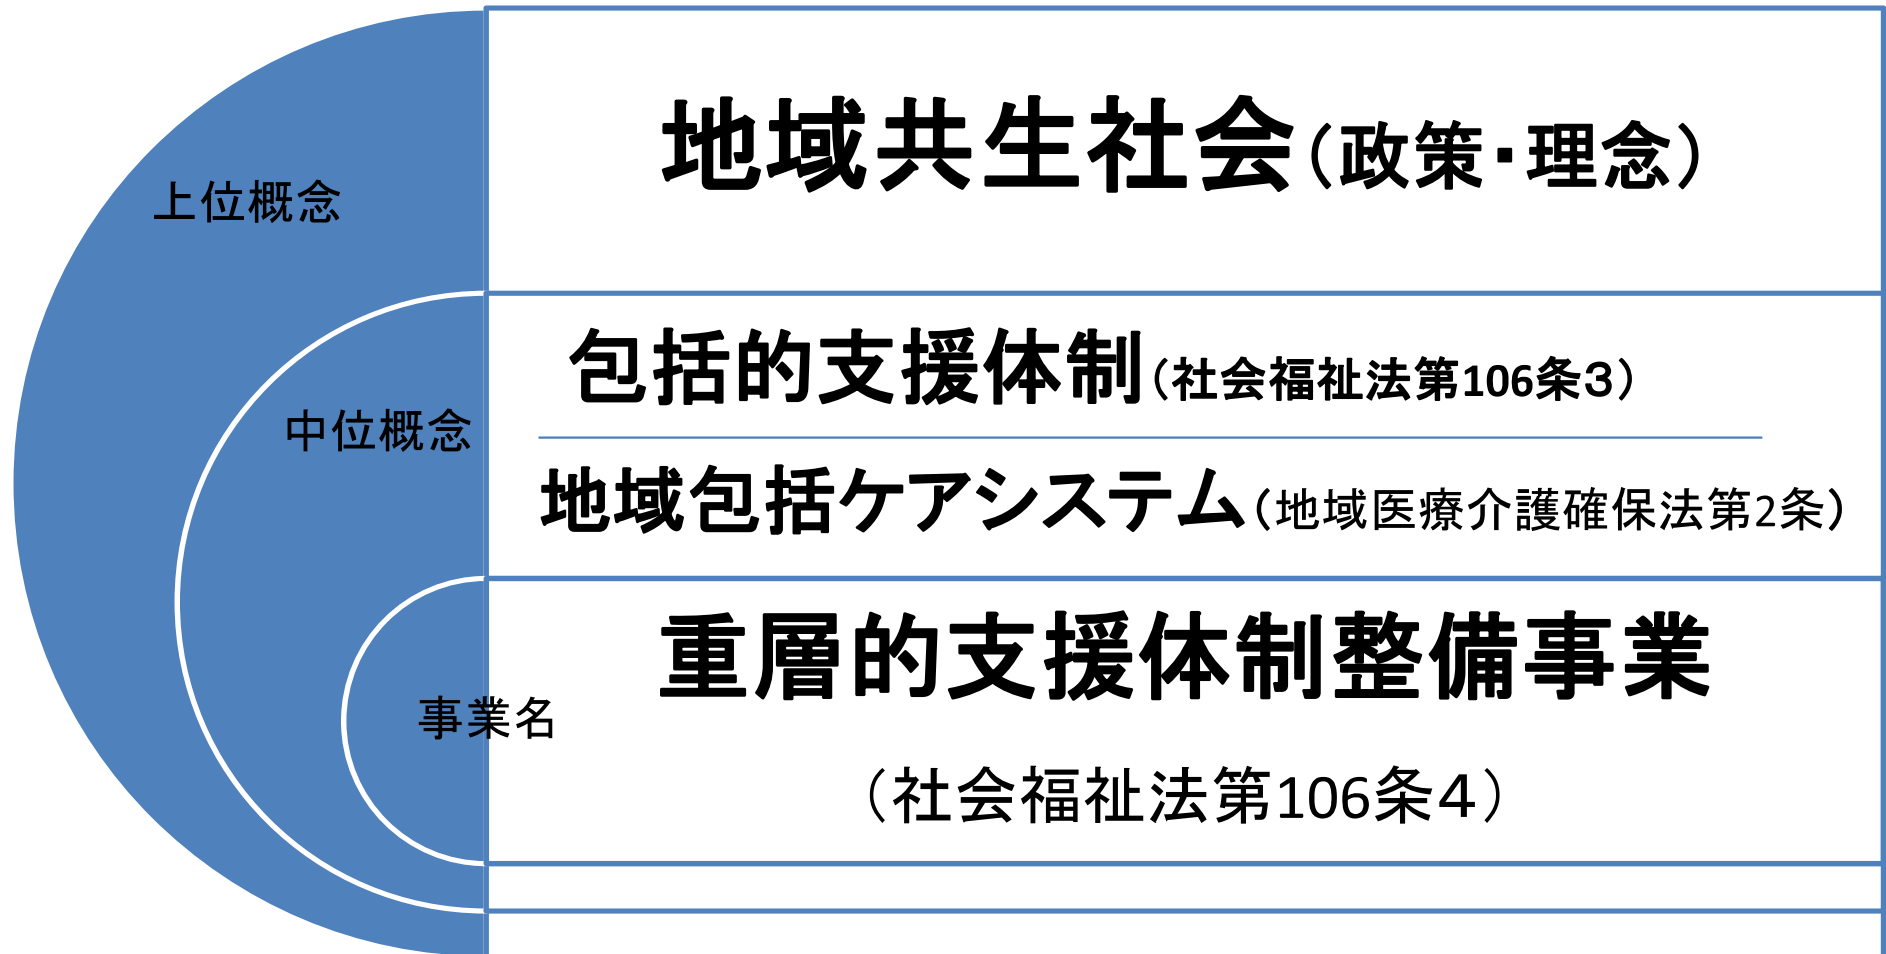 上位概念
地域共生社会（政策・理念）
中位概念
包括的支援体制（社会福祉法第106条３）
地域包括ケアシステム（地域医療介護確保法第2条）
事業名
重層的支援体制整備事業
（社会福祉法第106条４）